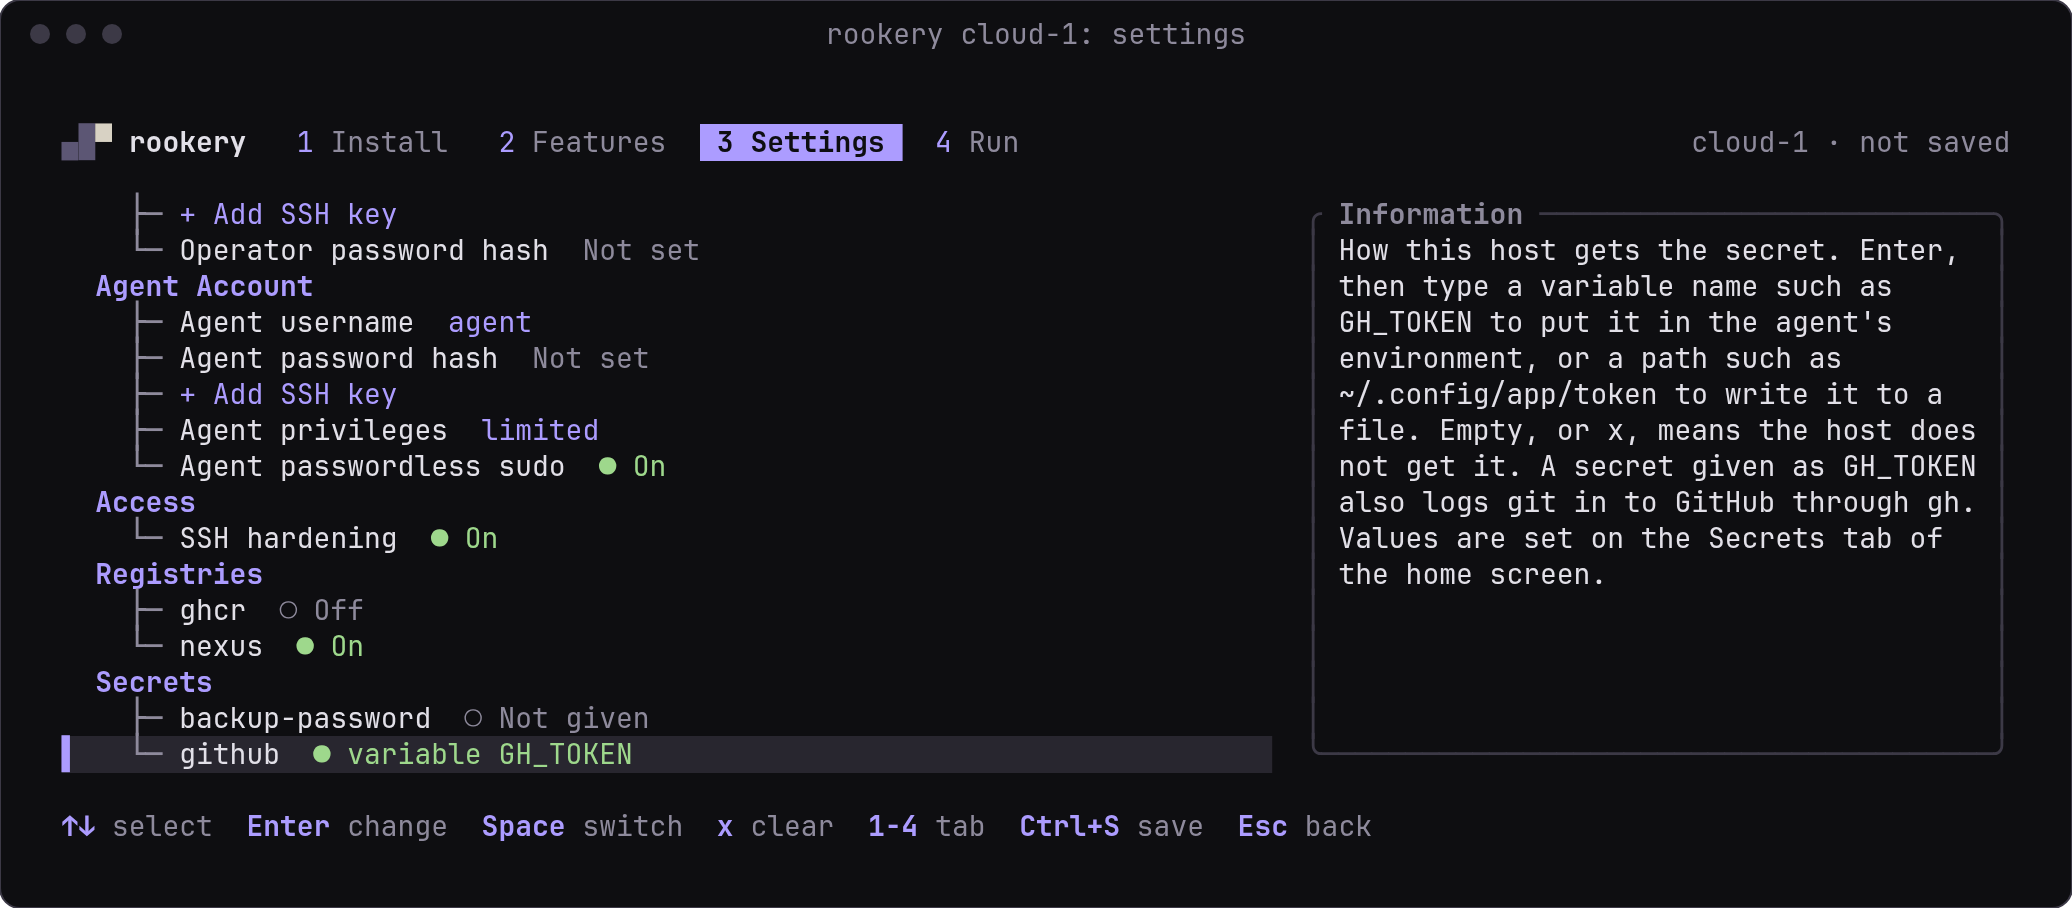 rookery cloud-1: settings
rookery 1 Install 2 Features 3 Settings 4 Run cloud-1 · not saved
+ Add SSH key
Operator password hash Not set
Agent Account
Agent username agent
Agent password hash Not set
+ Add SSH key
Agent privileges limited
Agent passwordless sudo ● On
Access
SSH hardening ● On
Registries
ghcr ○ Off
nexus ● On
Secrets
backup-password ○ Not given
github ● variable GH_TOKEN
Information
How this host gets the secret. Enter,
then type a variable name such as
GH_TOKEN to put it in the agent's
environment, or a path such as
~/.config/app/token to write it to a
file. Empty, or x, means the host does
not get it. A secret given as GH_TOKEN
also logs git in to GitHub through gh.
Values are set on the Secrets tab of
the home screen.
↑↓ select Enter change Space switch x clear 1-4 tab Ctrl+S save Esc back